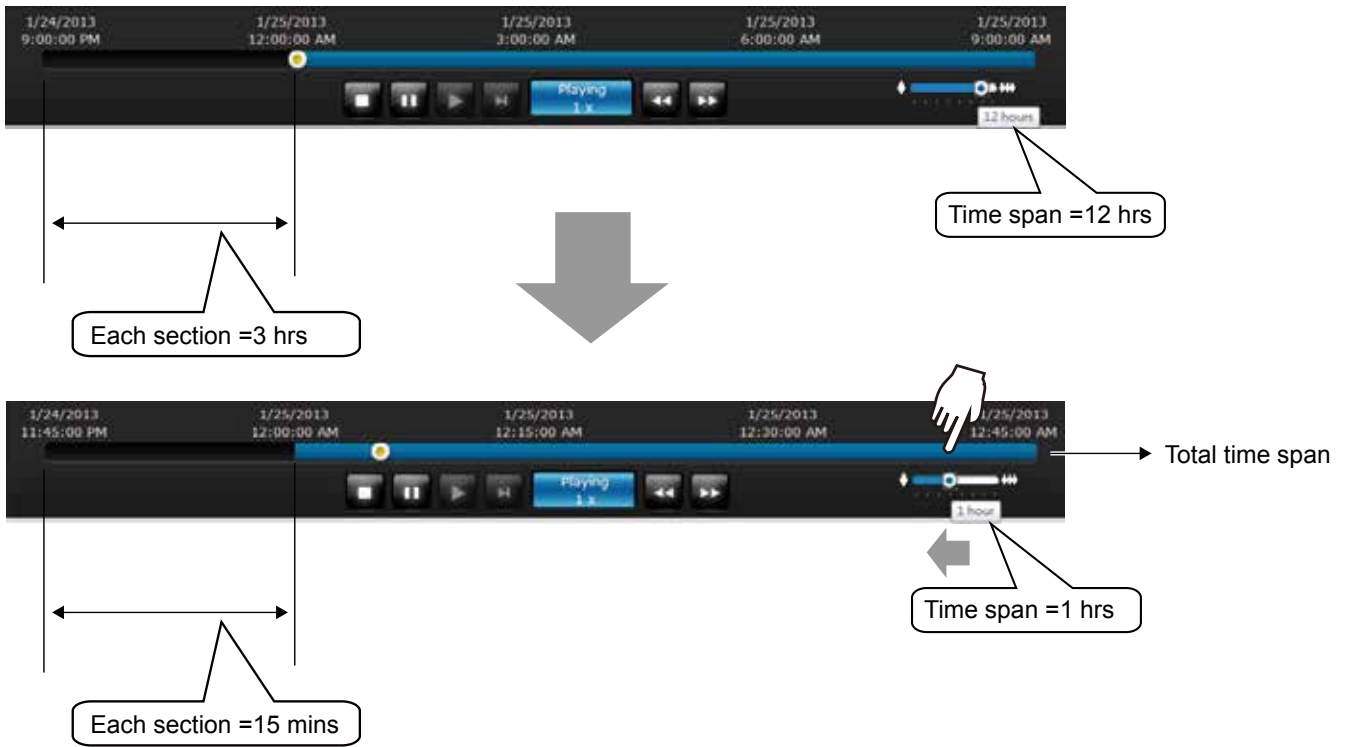 1/24/2013 1/25/2013 1/25/2013 1/25/2013 1/25/2013
9:00:00 PM 12:00:00 AM 3:00:00 AM 6:00:00 AM 9:00:00 AM
Playing
1 x
12 hours
Time span =12 hrs
Each section =3 hrs
1/24/2013 1/25/2013 1/25/2013 1/25/2013 1/25/2013
11:45:00 PM 12:00:00 AM 12:15:00 AM 12:30:00 AM 12:45:00 AM
Total time span
Playing
1 x
1 hour
Time span =1 hrs
Each section =15 mins